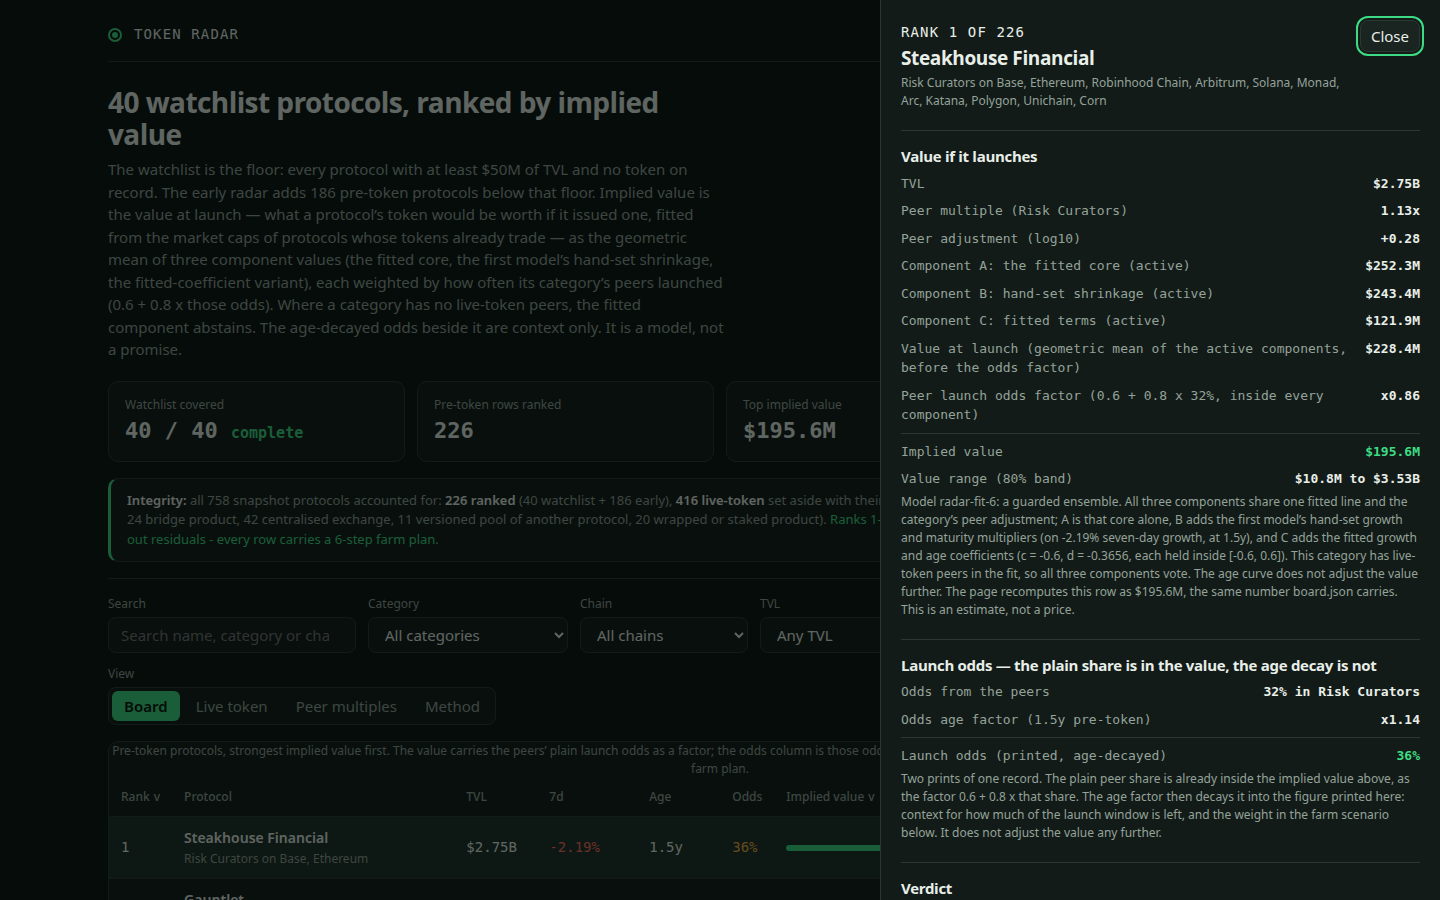 TOKEN RADAR
40 watchlist protocols, ranked by implied
value
The watchlist is the floor: every protocol with at least $50M of TVL and no token on
record. The early radar adds 186 pre-token protocols below that floor. Implied value is
the value at launch — what a protocol's token would be worth if it issued one, fitted
from the market caps of protocols whose tokens already trade — as the geometric
mean of three component values (the fitted core, the first model's hand-set shrinkage,
the fitted-coefficient variant), each weighted by how often its category's peers launched
(0.6 + 0.8 x those odds). Where a category has no live-token peers, the fitted
component abstains. The age-decayed odds beside it are context only. It is a model, not
a promise.
Watchlist covered
40 / 40 complete
Pre-token rows ranked
226
Top implied value
$195.6M
Integrity: all 758 snapshot protocols accounted for: 226 ranked (40 watchlist + 186 early), 416 live-token set aside with their
24 bridge product, 42 centralised exchange, 11 versioned pool of another protocol, 20 wrapped or staked product). Ranks 1-
out residuals - every row carries a 6-step farm plan.
Search
Category
Chain
TVL
Search name, category or cha
All categories
All chains
Any TVL
View
Board
Live token
Peer multiples
Method
Pre-token protocols, strongest implied value first. The value carries the peers' plain launch odds as a factor; the odds column is those odd
farm plan.
Rank v
Protocol
TVL
7d
Age
Odds
Implied value v
1
Steakhouse Financial
Risk Curators on Base, Ethereum
$2.75B
-2.19%
1.5y
36%
Gauntlet
RANK 1 OF 226
Close
Steakhouse Financial
Risk Curators on Base, Ethereum, Robinhood Chain, Arbitrum, Solana, Monad,
Arc, Katana, Polygon, Unichain, Corn
Value if it launches
TVL $2.75B
Peer multiple (Risk Curators) 1.13x
Peer adjustment (log10) +0.28
Component A: the fitted core (active) $252.3M
Component B: hand-set shrinkage (active) $243.4M
Component C: fitted terms (active) $121.9M
Value at launch (geometric mean of the active components, $228.4M
before the odds factor)
Peer launch odds factor (0.6 + 0.8 x 32%, inside every x0.86
component)
Implied value $195.6M
Value range (80% band) $10.8M to $3.53B
Model radar-fit-6: a guarded ensemble. All three components share one fitted line and the
category's peer adjustment; A is that core alone, B adds the first model's hand-set growth
and maturity multipliers (on -2.19% seven-day growth, at 1.5y), and C adds the fitted growth
and age coefficients (c = -0.6, d = -0.3656, each held inside [-0.6, 0.6]). This category has live-
token peers in the fit, so all three components vote. The age curve does not adjust the value
further. The page recomputes this row as $195.6M, the same number board.json carries.
This is an estimate, not a price.
Launch odds — the plain share is in the value, the age decay is not
Odds from the peers 32% in Risk Curators
Odds age factor (1.5y pre-token) x1.14
Launch odds (printed, age-decayed) 36%
Two prints of one record. The plain peer share is already inside the implied value above, as
the factor 0.6 + 0.8 x that share. The age factor then decays it into the figure printed here:
context for how much of the launch window is left, and the weight in the farm scenario
below. It does not adjust the value any further.
Verdict